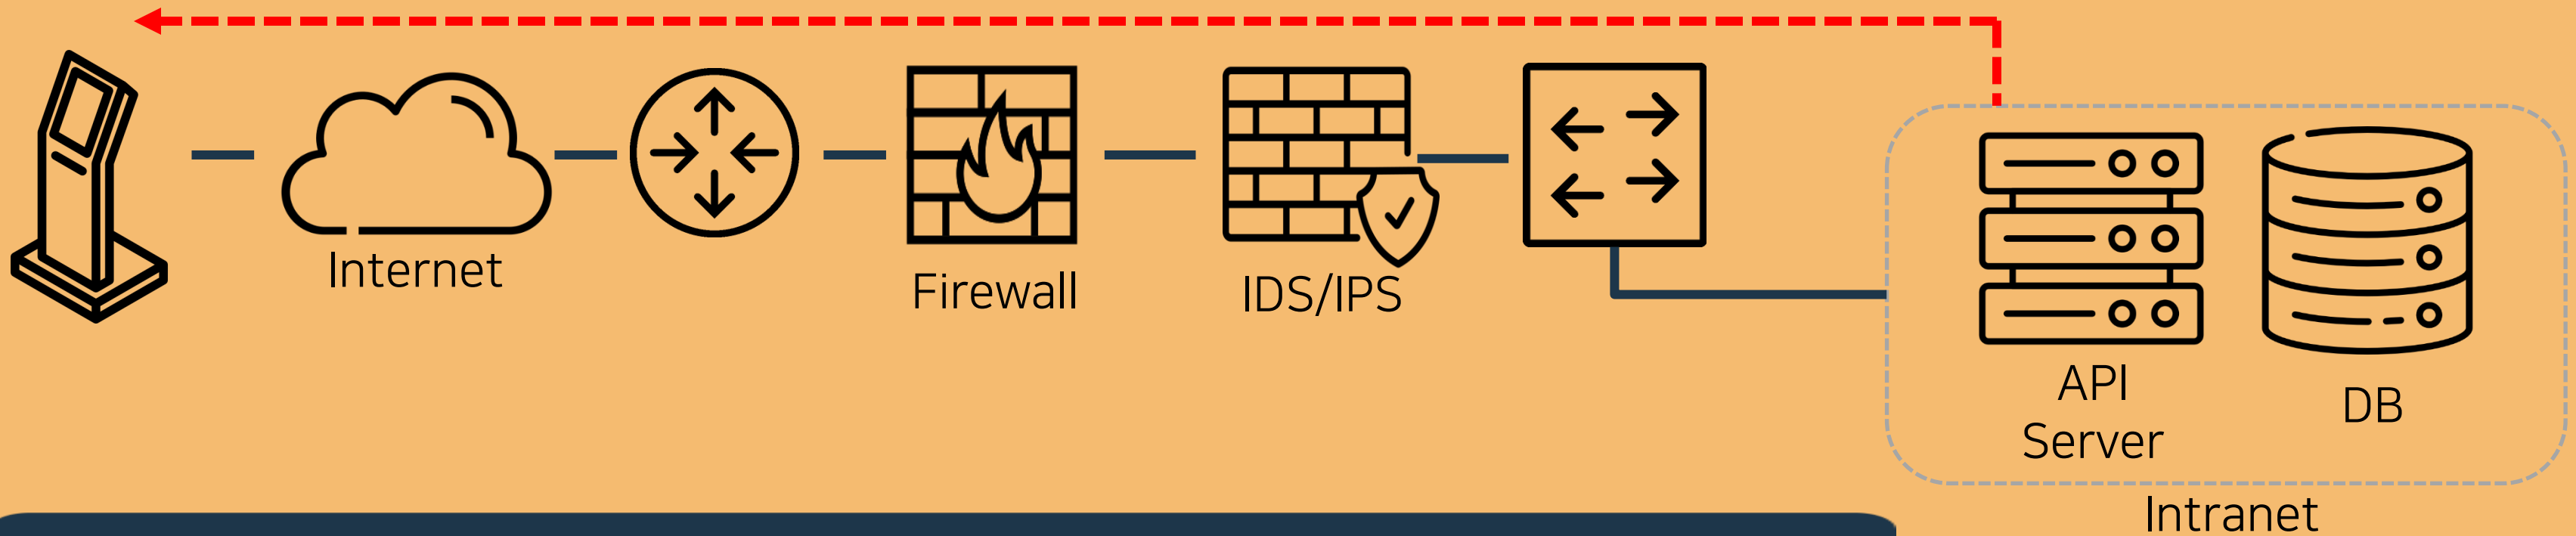 Internet
Firewall
IDS/IPS
API
Server
DB
Intranet